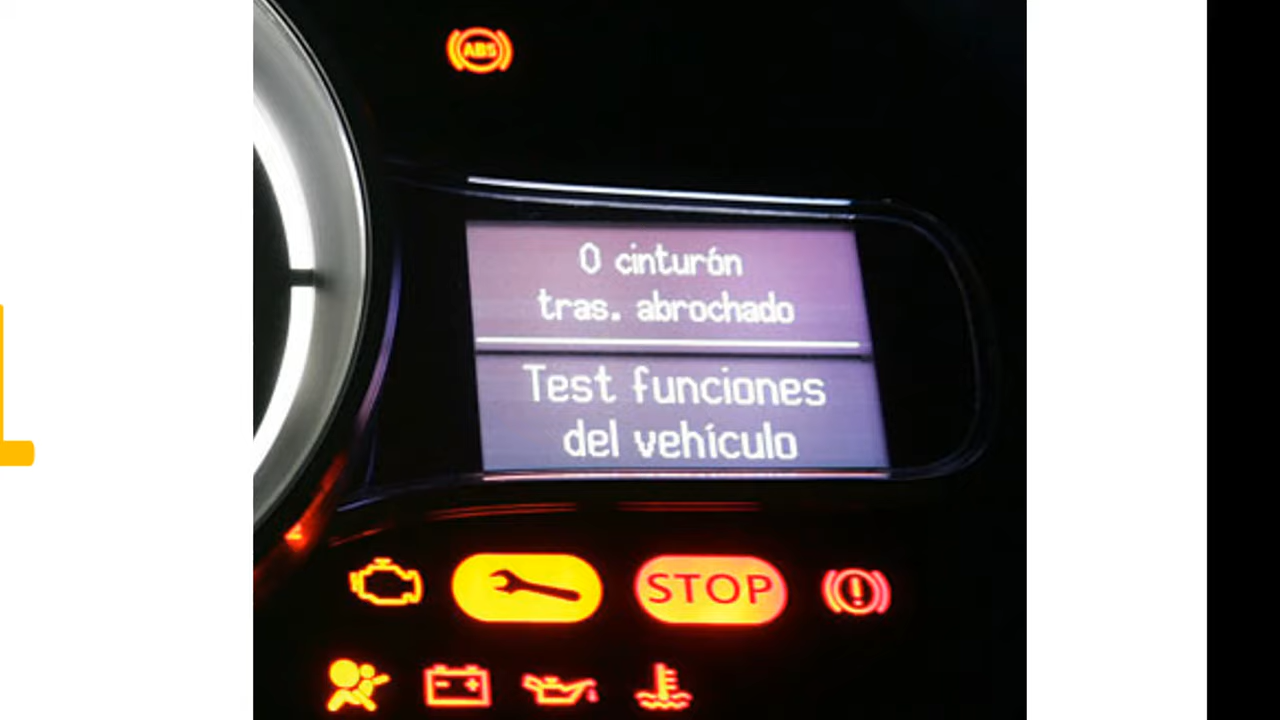 ABS
0 cinturón
tras. abrochado
Test funciones
del vehículo
STOP